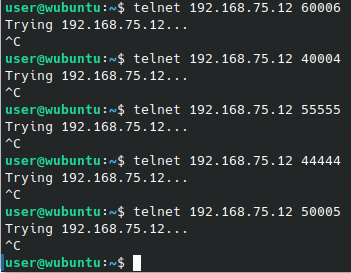 user@wubuntu:~$ telnet 192.168.75.12 60006
Trying 192.168.75.12...
^C
user@wubuntu:~$ telnet 192.168.75.12 40004
Trying 192.168.75.12...
^C
user@wubuntu:~$ telnet 192.168.75.12 55555
Trying 192.168.75.12...
^C
user@wubuntu:~$ telnet 192.168.75.12 44444
Trying 192.168.75.12...
^C
user@wubuntu:~$ telnet 192.168.75.12 50005
Trying 192.168.75.12...
^C
user@wubuntu:~$